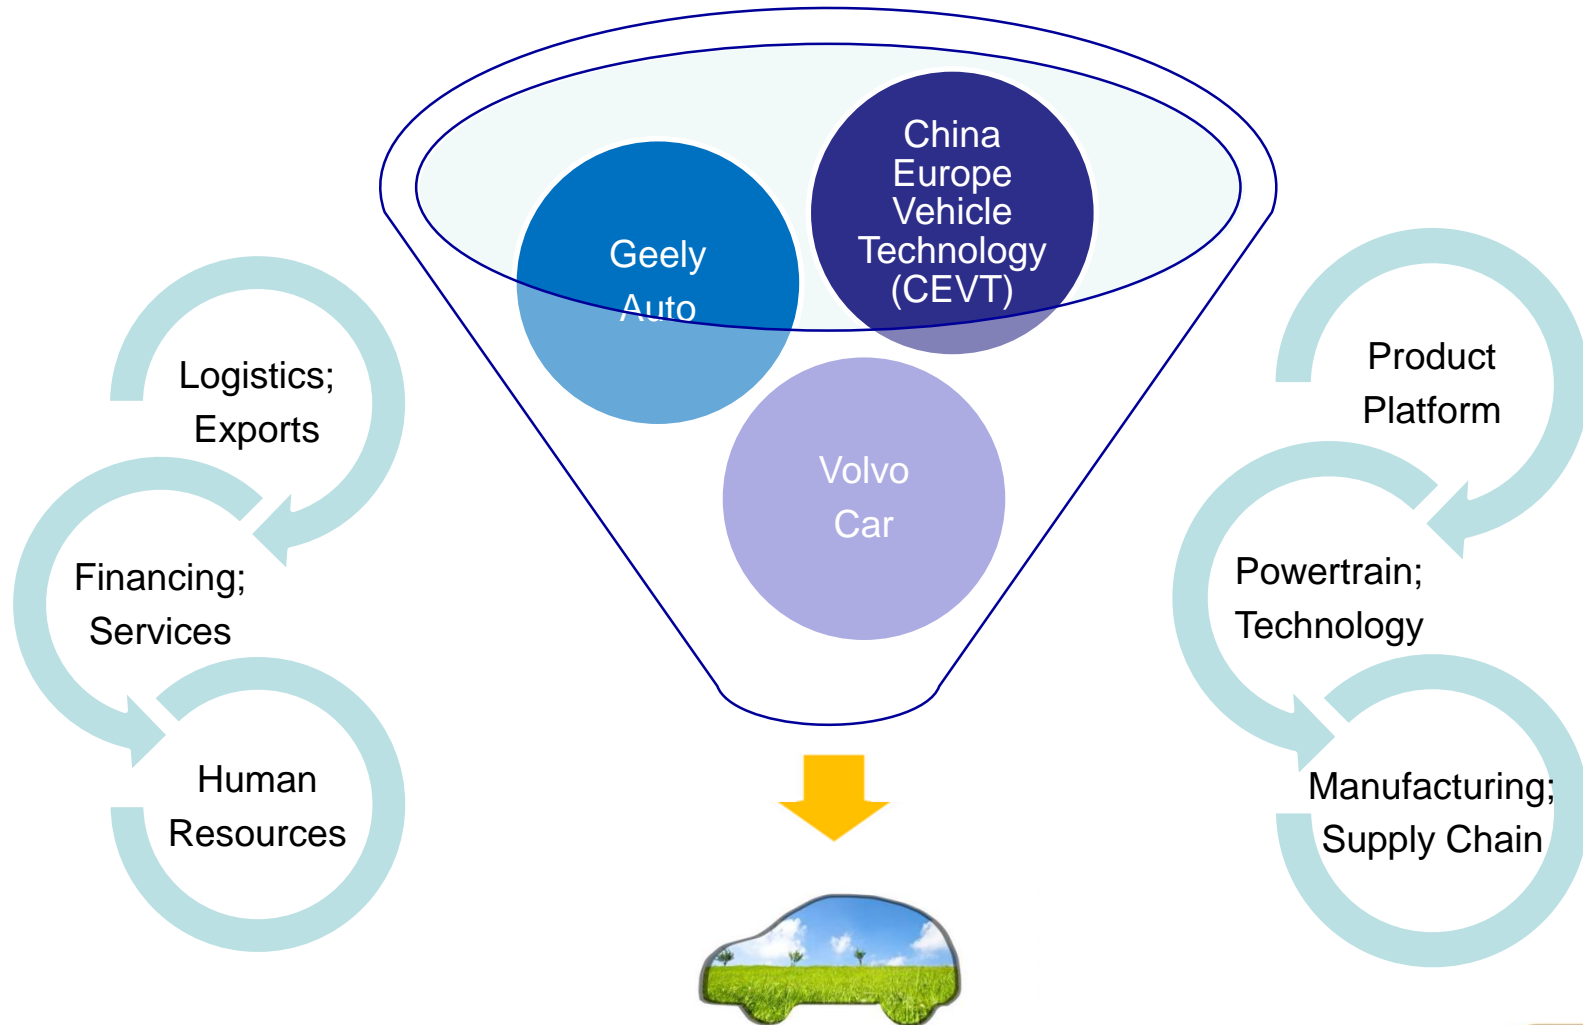 China
Europe
Vehicle
Technology
(CEVT)
Geely
Auto
Volvo
Car
Logistics;
Exports
Financing;
Services
Human
Resources
Product
Platform
Powertrain;
Technology
Manufacturing;
Supply Chain